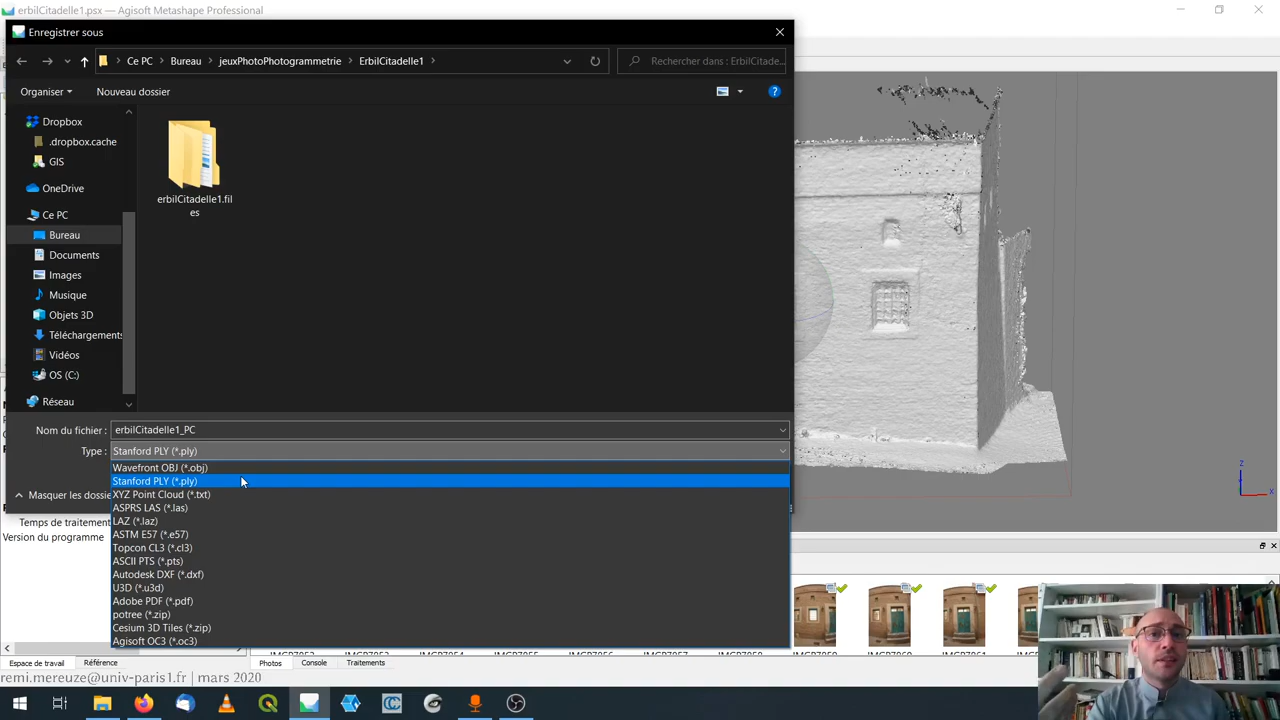 erbilCitadelle1.psx — Agisoft Metashape Professional
Enregistrer sous
Ce PC > Bureau > jeuxPhotoPhotogrammetrie > ErbilCitadelle1 >
Rechercher dans : ErbilCitade...
Organiser
Nouveau dossier
Dropbox
.dropbox.cache
GIS
OneDrive
Ce PC
Bureau
Documents
Images
Musique
Objets 3D
Téléchargements
Vidéos
OS (C:)
Réseau
erbilCitadelle1.fil
es
Nom du fichier :
erbilCitadelle1_PC
Type :
Stanford PLY (*.ply)
Wavefront OBJ (*.obj)
Stanford PLY (*.ply)
XYZ Point Cloud (*.txt)
ASPRS LAS (*.las)
LAZ (*.laz)
ASTM E57 (*.e57)
Topcon CL3 (*.cl3)
ASCII PTS (*.pts)
Autodesk DXF (*.dxf)
U3D (*.u3d)
Adobe PDF (*.pdf)
potree (*.zip)
Cesium 3D Tiles (*.zip)
Agisoft OC3 (*.oc3)
Masquer les dossie
Temps de traitement
Version du programme
Z
X
Espace de travail
Référence
Photos
Console
Traitements
remi.mereuze@univ-paris1.fr | mars 2020